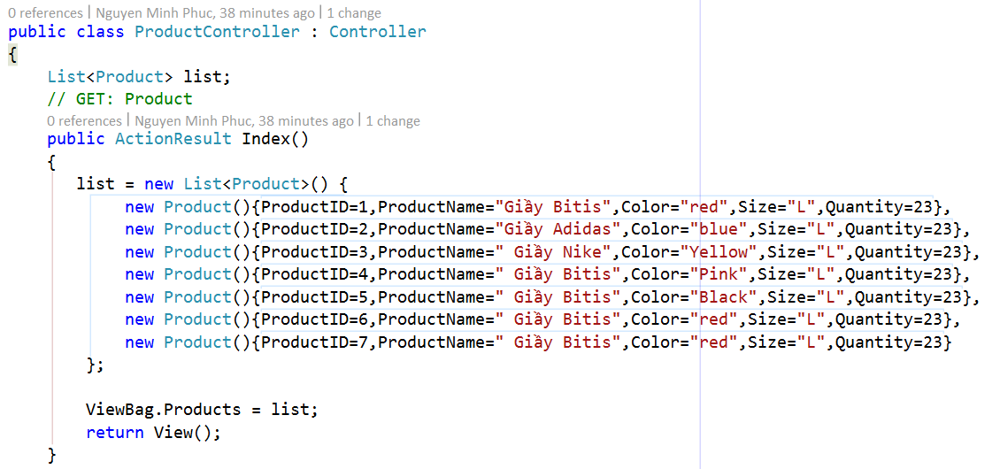 0 references | Nguyen Minh Phuc, 38 minutes ago | 1 change
public class ProductController : Controller
{
List<Product> list;
// GET: Product
0 references | Nguyen Minh Phuc, 38 minutes ago | 1 change
public ActionResult Index()
{
list = new List<Product>() {
new Product(){ProductID=1,ProductName="Giầy Bitis",Color="red",Size="L",Quantity=23},
new Product(){ProductID=2,ProductName="Giầy Adidas",Color="blue",Size="L",Quantity=23},
new Product(){ProductID=3,ProductName=" Giầy Nike",Color="Yellow",Size="L",Quantity=23},
new Product(){ProductID=4,ProductName=" Giầy Bitis",Color="Pink",Size="L",Quantity=23},
new Product(){ProductID=5,ProductName=" Giầy Bitis",Color="Black",Size="L",Quantity=23},
new Product(){ProductID=6,ProductName=" Giầy Bitis",Color="red",Size="L",Quantity=23},
new Product(){ProductID=7,ProductName=" Giầy Bitis",Color="red",Size="L",Quantity=23}
};
ViewBag.Products = list;
return View();
}